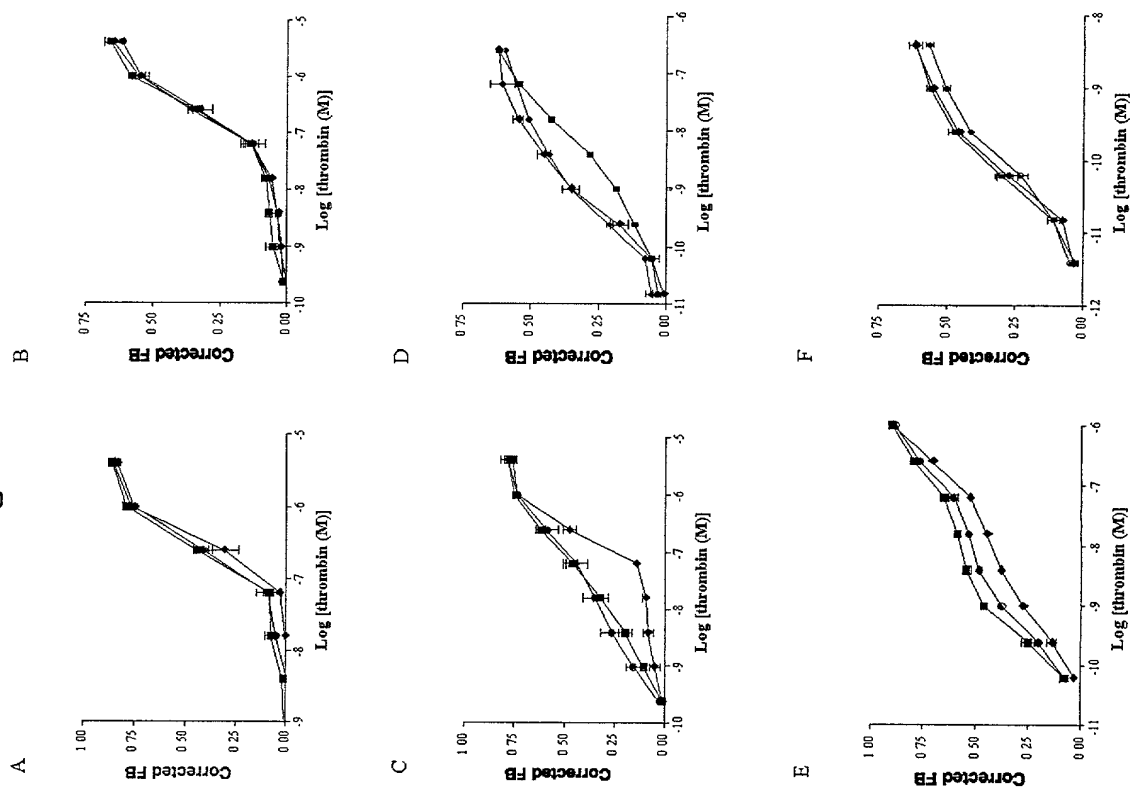 A
Corrected FB
1 00
0 75
0 50
0 25
0 00
-9 -8 -7 -6 -5
Log [thrombin (M)]
B
Corrected FB
0 75
0 50
0 25
0 00
-10 -9 -8 -7 -6 -5
Log [thrombin (M)]
C
Corrected FB
1 00
0 75
0 50
0 25
0 00
-10 -9 -8 -7 -6 -5
Log [thrombin (M)]
D
Corrected FB
0 75
0 50
0 25
0 00
-11 -10 -9 -8 -7 -6
Log [thrombin (M)]
E
Corrected FB
1 00
0 75
0 50
0 25
0 00
-11 -10 -9 -8 -7 -6
Log [thrombin (M)]
F
Corrected FB
0 75
0 50
0 25
0 00
-12 -11 -10 -9 -8
Log [thrombin (M)]